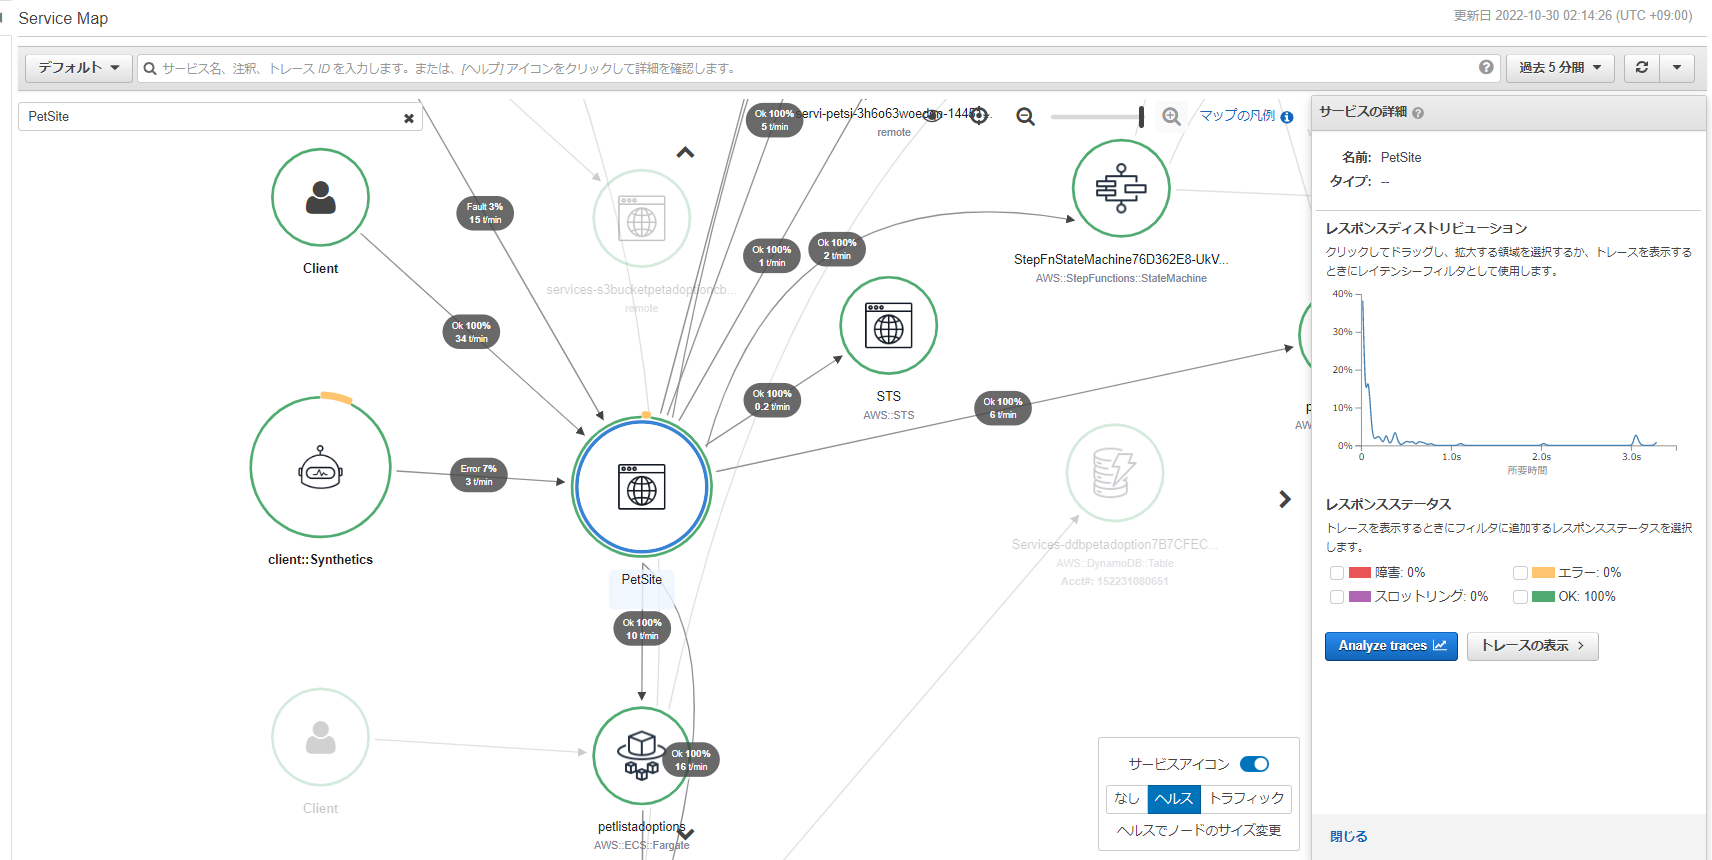 Service Map
更新日 2022-10-30 02:14:26 (UTC +09:00)
デフォルト
サービス名、注釈、トレース ID を入力します。または、[ヘルプ] アイコンをクリックして詳細を確認します。
過去 5 分間
PetSite
Ok 100%
5 t/min
remote
マップの凡例
Client
Fault 3%
15 t/min
services-s3bucketpetadoptioncb...
remote
Ok 100%
1 t/min
Ok 100%
2 t/min
StepFnStateMachine76D362E8-UkV...
AWS::StepFunctions::StateMachine
Ok 100%
34 t/min
STS
AWS::STS
Ok 100%
0.2 t/min
Ok 100%
6 t/min
p
AW
client::Synthetics
Error 7%
3 t/min
PetSite
Services-ddbpetadoption7B7CFEC...
AWS::DynamoDB::Table
Acct#: 152231080651
Ok 100%
10 t/min
Client
Ok 100%
16 t/min
petlistadoptions
AWS::ECS::Fargate
サービスアイコン
なし
ヘルス
トラフィック
ヘルスでノードのサイズ変更
サービスの詳細
名前: PetSite
タイプ: --
レスポンスディストリビューション
クリックしてドラッグし、拡大する領域を選択するか、トレースを表示する
ときにレイテンシーフィルタとして使用します。
40%
30%
20%
10%
0%
0
1.0s
2.0s
3.0s
所要時間
レスポンスステータス
トレースを表示するときにフィルタに追加するレスポンスステータスを選択
します。
障害: 0%
エラー: 0%
スロットリング: 0%
OK: 100%
Analyze traces
トレースの表示
閉じる